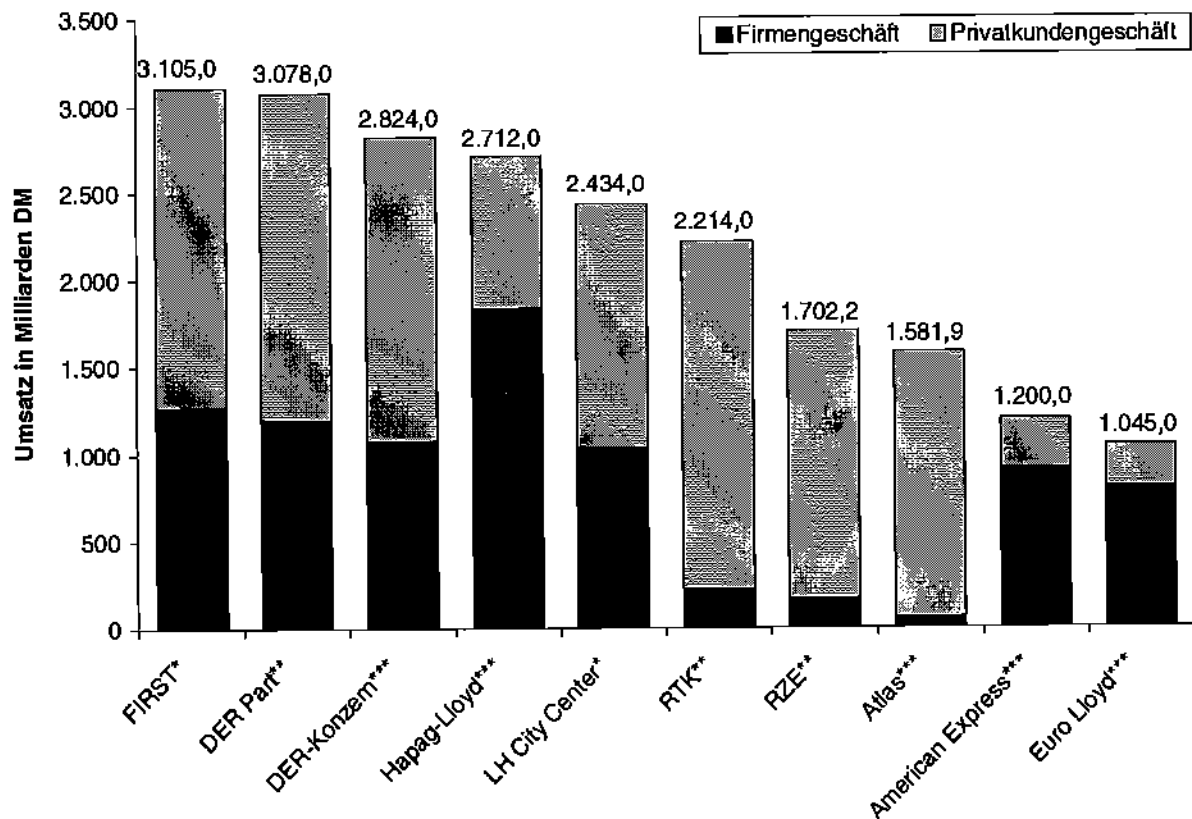 3.500
Firmengeschäft Privatkundengeschäft
3.105,0
3.078,0
3.000
2.824,0
2.712,0
2.500
2.434,0
2.214,0
2.000
1.702,2
1.581,9
1.500
1.200,0
1.045,0
1.000
500
0
Umsatz in Milliarden DM
FIRST*
DER Part**
DER-Konzern***
Hapag-Lloyd***
LH City Center*
RTK**
RZE**
Atlas***
American Express***
Euro Lloyd***